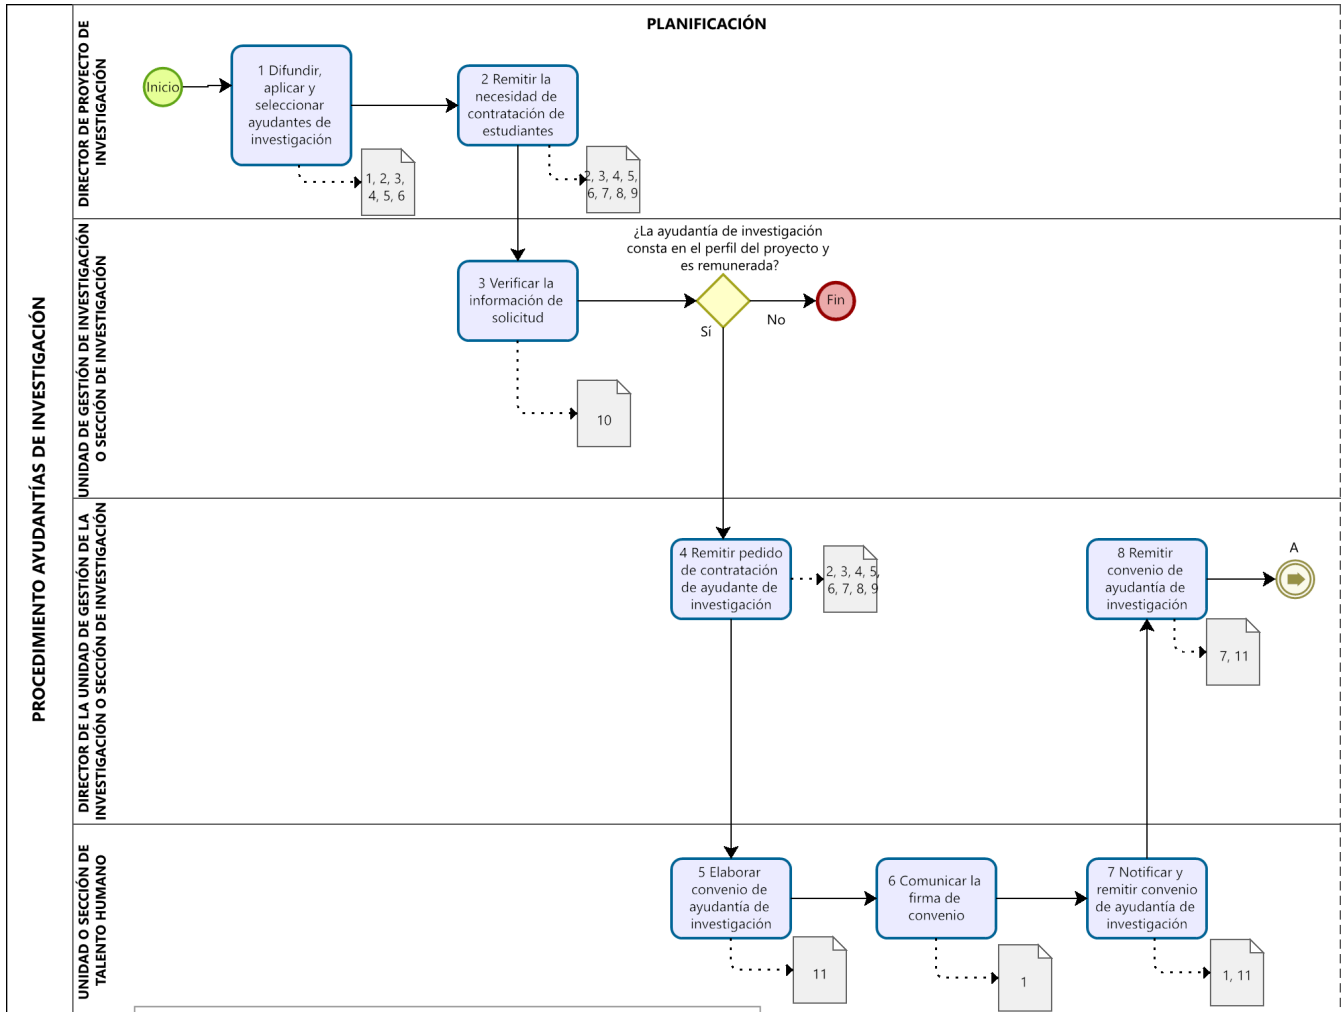 PLANIFICACIÓN
PROCEDIMIENTO AYUDANTÍAS DE INVESTIGACIÓN
DIRECTOR DE PROYECTO DE
INVESTIGACIÓN
Inicio
1 Difundir,
aplicar y
seleccionar
ayudantes de
investigación
1, 2, 3,
4, 5, 6
2 Remitir la
necesidad de
contratación de
estudiantes
2, 3, 4, 5,
6, 7, 8, 9
UNIDAD DE GESTIÓN DE INVESTIGACIÓN
O SECCIÓN DE INVESTIGACIÓN
3 Verificar la
información de
solicitud
10
¿La ayudantía de investigación
consta en el perfil del proyecto y
es remunerada?
Sí
No
Fin
DIRECTOR DE LA UNIDAD DE GESTIÓN DE LA
INVESTIGACIÓN O SECCIÓN DE INVESTIGACIÓN
4 Remitir pedido
de contratación
de ayudante de
investigación
2, 3, 4, 5,
6, 7, 8, 9
8 Remitir
convenio de
ayudantía de
investigación
7, 11
A
UNIDAD O SECCIÓN DE
TALENTO HUMANO
5 Elaborar
convenio de
ayudantía de
investigación
11
6 Comunicar la
firma de
convenio
1
7 Notificar y
remitir convenio
de ayudantía de
investigación
1, 11